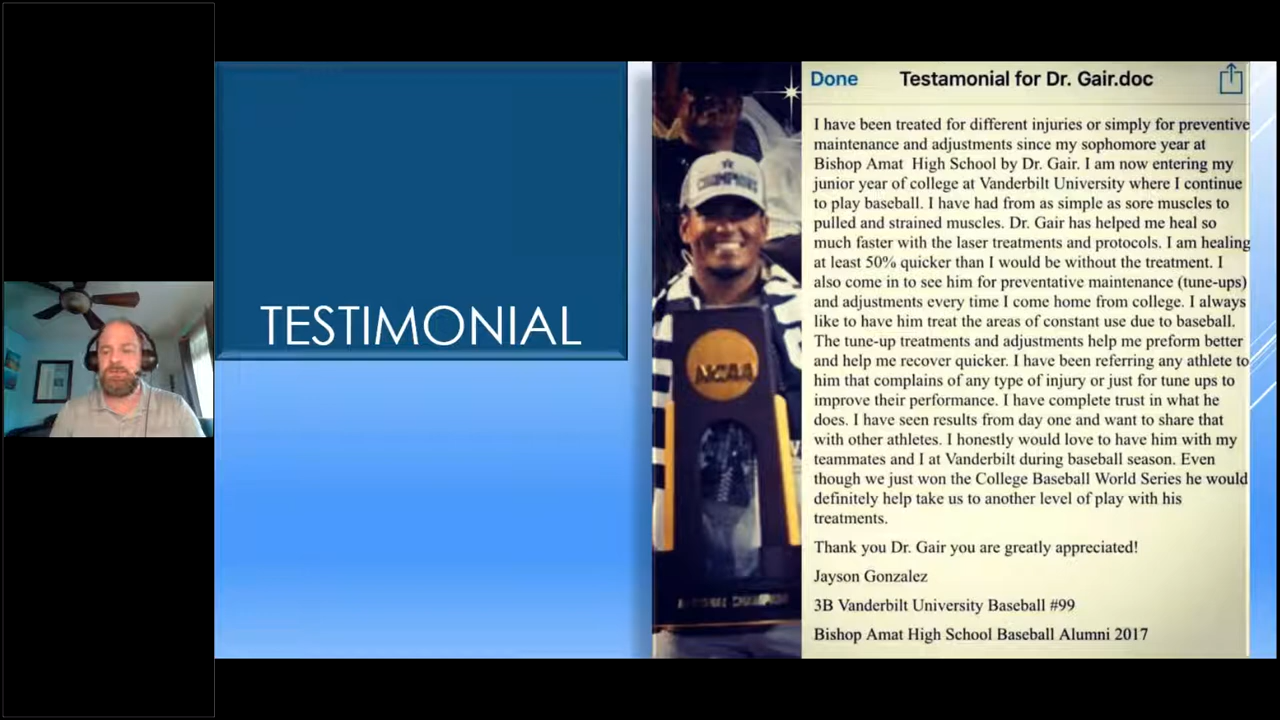 TESTIMONIAL
CHAMPIONS
NCAA
NATIONAL CHAMPIONS
Done
Testamonial for Dr. Gair.doc
I have been treated for different injuries or simply for preventive
maintenance and adjustments since my sophomore year at
Bishop Amat High School by Dr. Gair. I am now entering my
junior year of college at Vanderbilt University where I continue
to play baseball. I have had from as simple as sore muscles to
pulled and strained muscles. Dr. Gair has helped me heal so
much faster with the laser treatments and protocols. I am healing
at least 50% quicker than I would be without the treatment. I
also come in to see him for preventative maintenance (tune-ups)
and adjustments every time I come home from college. I always
like to have him treat the areas of constant use due to baseball.
The tune-up treatments and adjustments help me preform better
and help me recover quicker. I have been referring any athlete to
him that complains of any type of injury or just for tune ups to
improve their performance. I have complete trust in what he
does. I have seen results from day one and want to share that
with other athletes. I honestly would love to have him with my
teammates and I at Vanderbilt during baseball season. Even
though we just won the College Baseball World Series he would
definitely help take us to another level of play with his
treatments.
Thank you Dr. Gair you are greatly appreciated!
Jayson Gonzalez
3B Vanderbilt University Baseball #99
Bishop Amat High School Baseball Alumni 2017